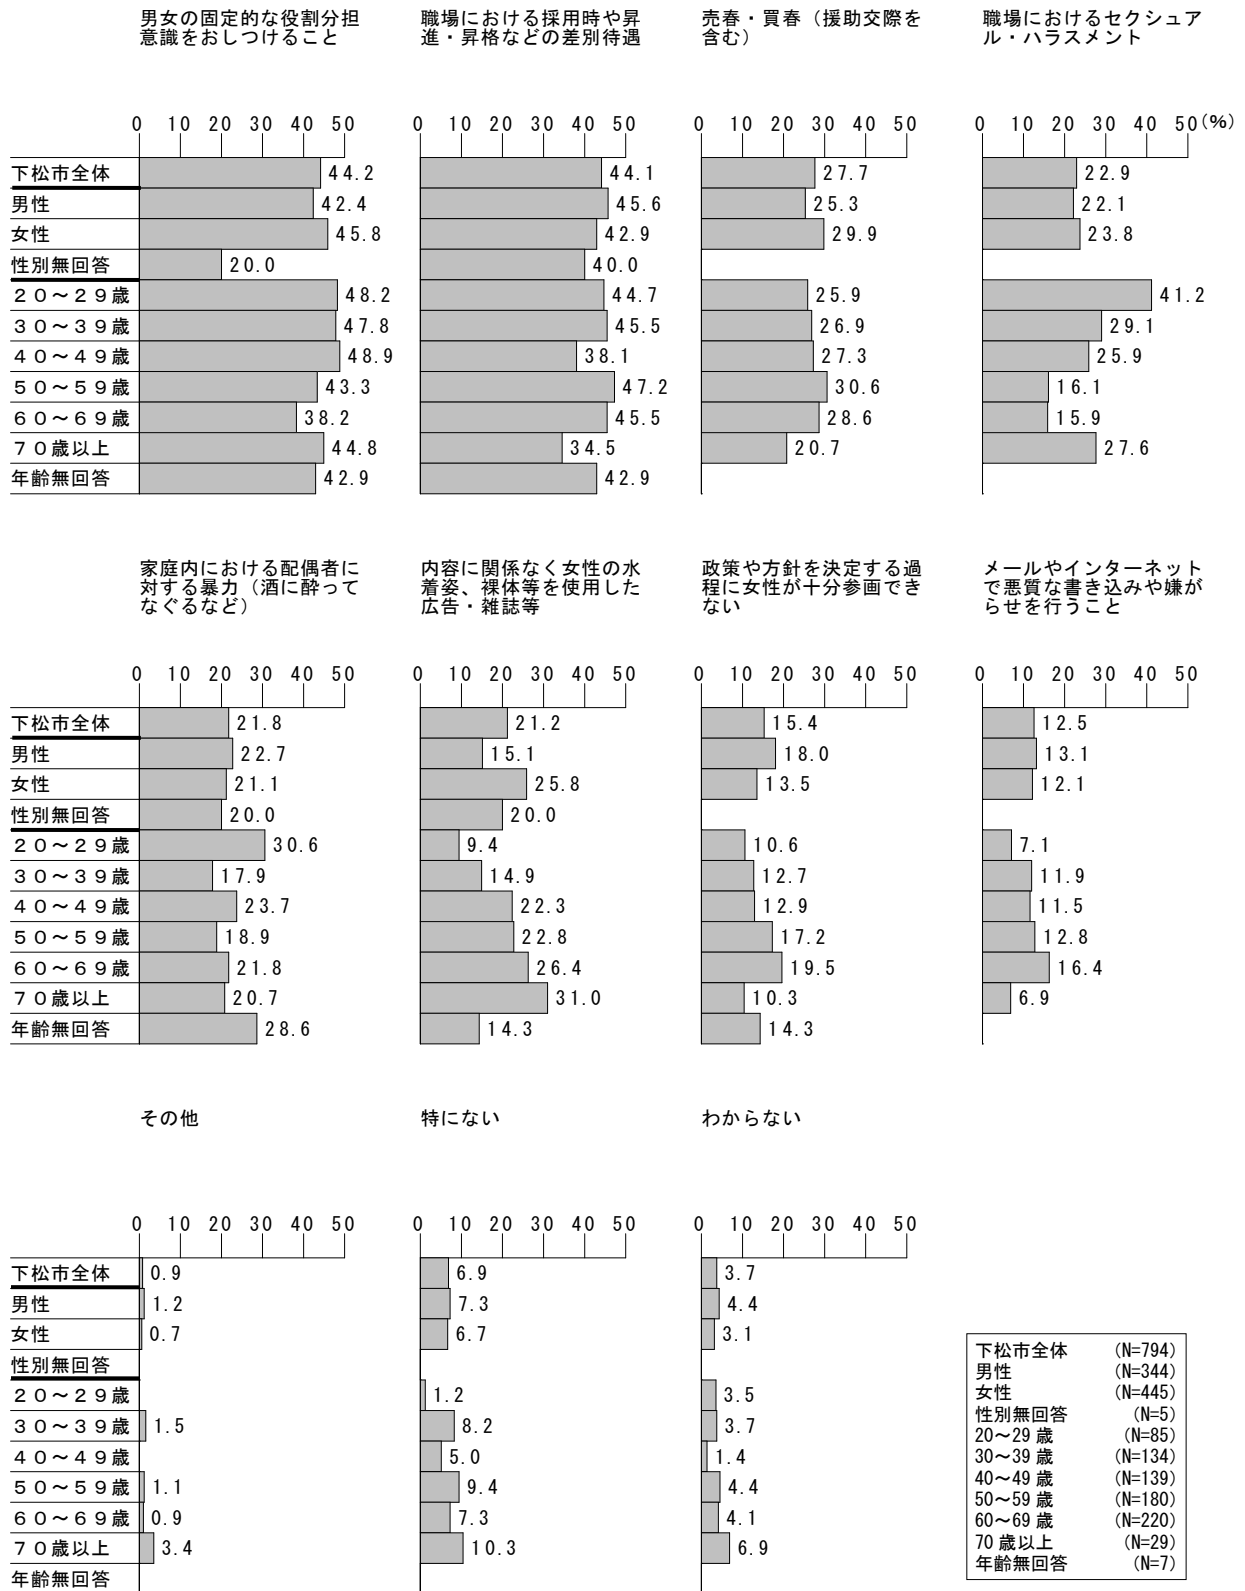 男女の固定的な役割分担
意識をおしつけること
職場における採用時や昇
進・昇格などの差別待遇
売春・買春（援助交際を
含む）
職場におけるセクシュア
ル・ハラスメント
0 10 20 30 40 50 0 10 20 30 40 50 0 10 20 30 40 50 0 10 20 30 40 50(%)
下松市全体 44.2 44.1 27.7 22.9
男性 42.4 45.6 25.3 22.1
女性 45.8 42.9 29.9 23.8
性別無回答 20.0 40.0
２０～２９歳 48.2 44.7 25.9 41.2
３０～３９歳 47.8 45.5 26.9 29.1
４０～４９歳 48.9 38.1 27.3 25.9
５０～５９歳 43.3 47.2 30.6 16.1
６０～６９歳 38.2 45.5 28.6 15.9
７０歳以上 44.8 34.5 20.7 27.6
年齢無回答 42.9 42.9
家庭内における配偶者に
対する暴力（酒に酔って
なぐるなど）
内容に関係なく女性の水
着姿、裸体等を使用した
広告・雑誌等
政策や方針を決定する過
程に女性が十分参画でき
ない
メールやインターネット
で悪質な書き込みや嫌が
らせを行うこと
0 10 20 30 40 50 0 10 20 30 40 50 0 10 20 30 40 50 0 10 20 30 40 50
下松市全体 21.8 21.2 15.4 12.5
男性 22.7 15.1 18.0 13.1
女性 21.1 25.8 13.5 12.1
性別無回答 20.0 20.0
２０～２９歳 30.6 9.4 10.6 7.1
３０～３９歳 17.9 14.9 12.7 11.9
４０～４９歳 23.7 22.3 12.9 11.5
５０～５９歳 18.9 22.8 17.2 12.8
６０～６９歳 21.8 26.4 19.5 16.4
７０歳以上 20.7 31.0 10.3 6.9
年齢無回答 28.6 14.3 14.3
その他
特にない
わからない
0 10 20 30 40 50 0 10 20 30 40 50 0 10 20 30 40 50
下松市全体 0.9 6.9 3.7
男性 1.2 7.3 4.4
女性 0.7 6.7 3.1
性別無回答
２０～２９歳 1.2 3.5
３０～３９歳 1.5 8.2 3.7
４０～４９歳 5.0 1.4
５０～５９歳 1.1 9.4 4.4
６０～６９歳 0.9 7.3 4.1
７０歳以上 3.4 10.3 6.9
年齢無回答
下松市全体 (N=794)
男性 (N=344)
女性 (N=445)
性別無回答 (N=5)
20～29 歳 (N=85)
30～39 歳 (N=134)
40～49 歳 (N=139)
50～59 歳 (N=180)
60～69 歳 (N=220)
70 歳以上 (N=29)
年齢無回答 (N=7)